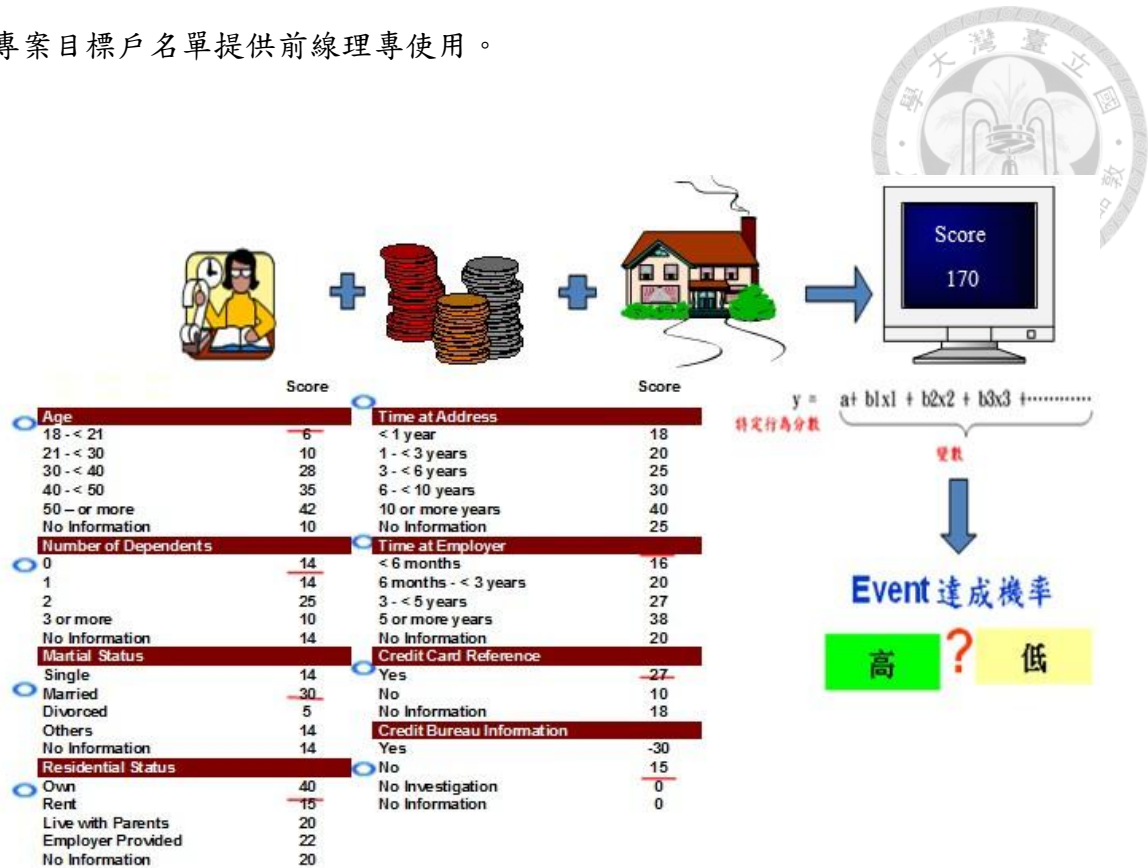 專案目標戶名單提供前線理專使用。
臺灣大學
Score
170
Score
Age
18 - < 21 6
21 - < 30 10
30 - < 40 28
40 - < 50 35
50 – or more 42
No Information 10
Number of Dependents
0 14
1 14
2 25
3 or more 10
No Information 14
Martial Status
Single 14
Married 30
Divorced 5
Others 14
No Information 14
Residential Status
Own 40
Rent 15
Live with Parents 20
Employer Provided 22
No Information 20
Score
Time at Address
< 1 year 18
1 - < 3 years 20
3 - < 6 years 25
6 - < 10 years 30
10 or more years 40
No Information 25
Time at Employer
< 6 months 16
6 months - < 3 years 20
3 - < 5 years 27
5 or more years 38
No Information 20
Credit Card Reference
Yes 27
No 10
No Information 18
Credit Bureau Information
Yes -30
No 15
No Investigation 0
No Information 0
y = a+ b1x1 + b2x2 + b3x3 +············
特定行為分數
變數
Event 達成機率
高 ? 低